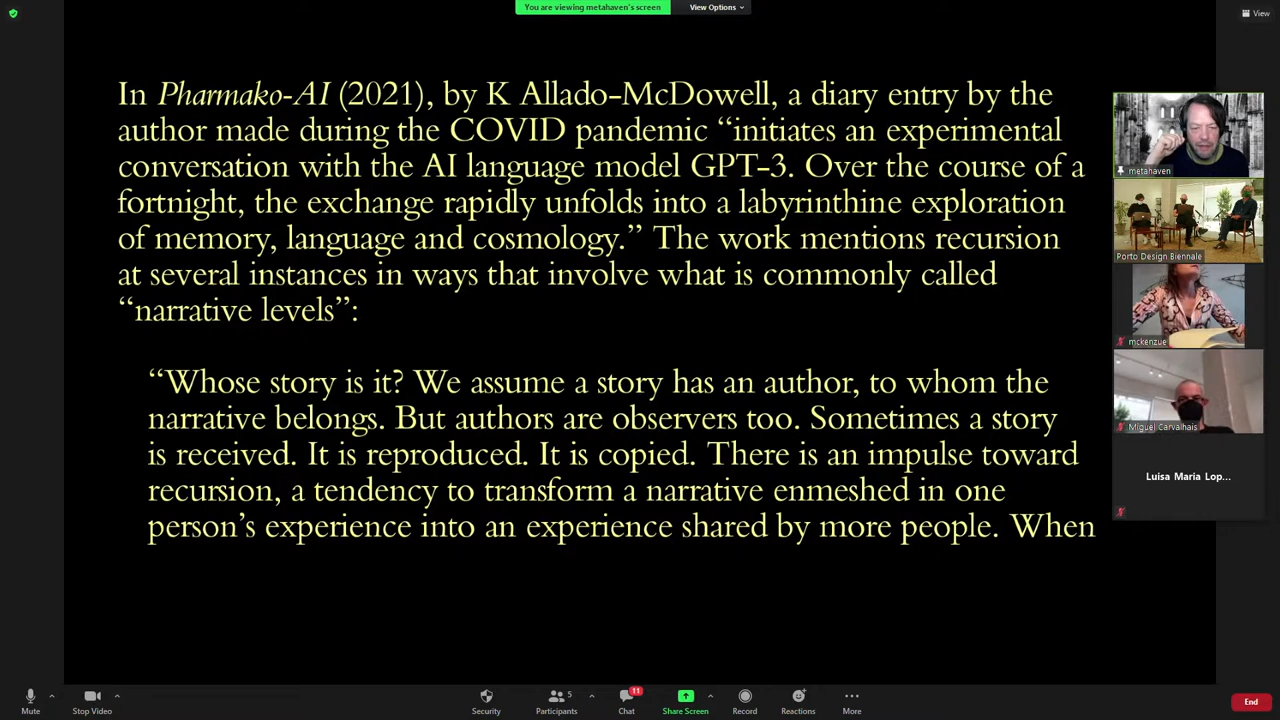 You are viewing metahaven's screen
View Options
View
In Pharmako-AI (2021), by K Allado-McDowell, a diary entry by the
author made during the COVID pandemic “initiates an experimental
conversation with the AI language model GPT-3. Over the course of a
fortnight, the exchange rapidly unfolds into a labyrinthine exploration
of memory, language and cosmology.” The work mentions recursion
at several instances in ways that involve what is commonly called
“narrative levels”:
“Whose story is it? We assume a story has an author, to whom the
narrative belongs. But authors are observers too. Sometimes a story
is received. It is reproduced. It is copied. There is an impulse toward
recursion, a tendency to transform a narrative enmeshed in one
person’s experience into an experience shared by more people. When
metahaven
Porto Design Biennale
mckenzue
Miguel Carvalhais
Luisa Maria Lop...
Mute
Stop Video
Security
5
Participants
11
Chat
Share Screen
Record
Reactions
More
End